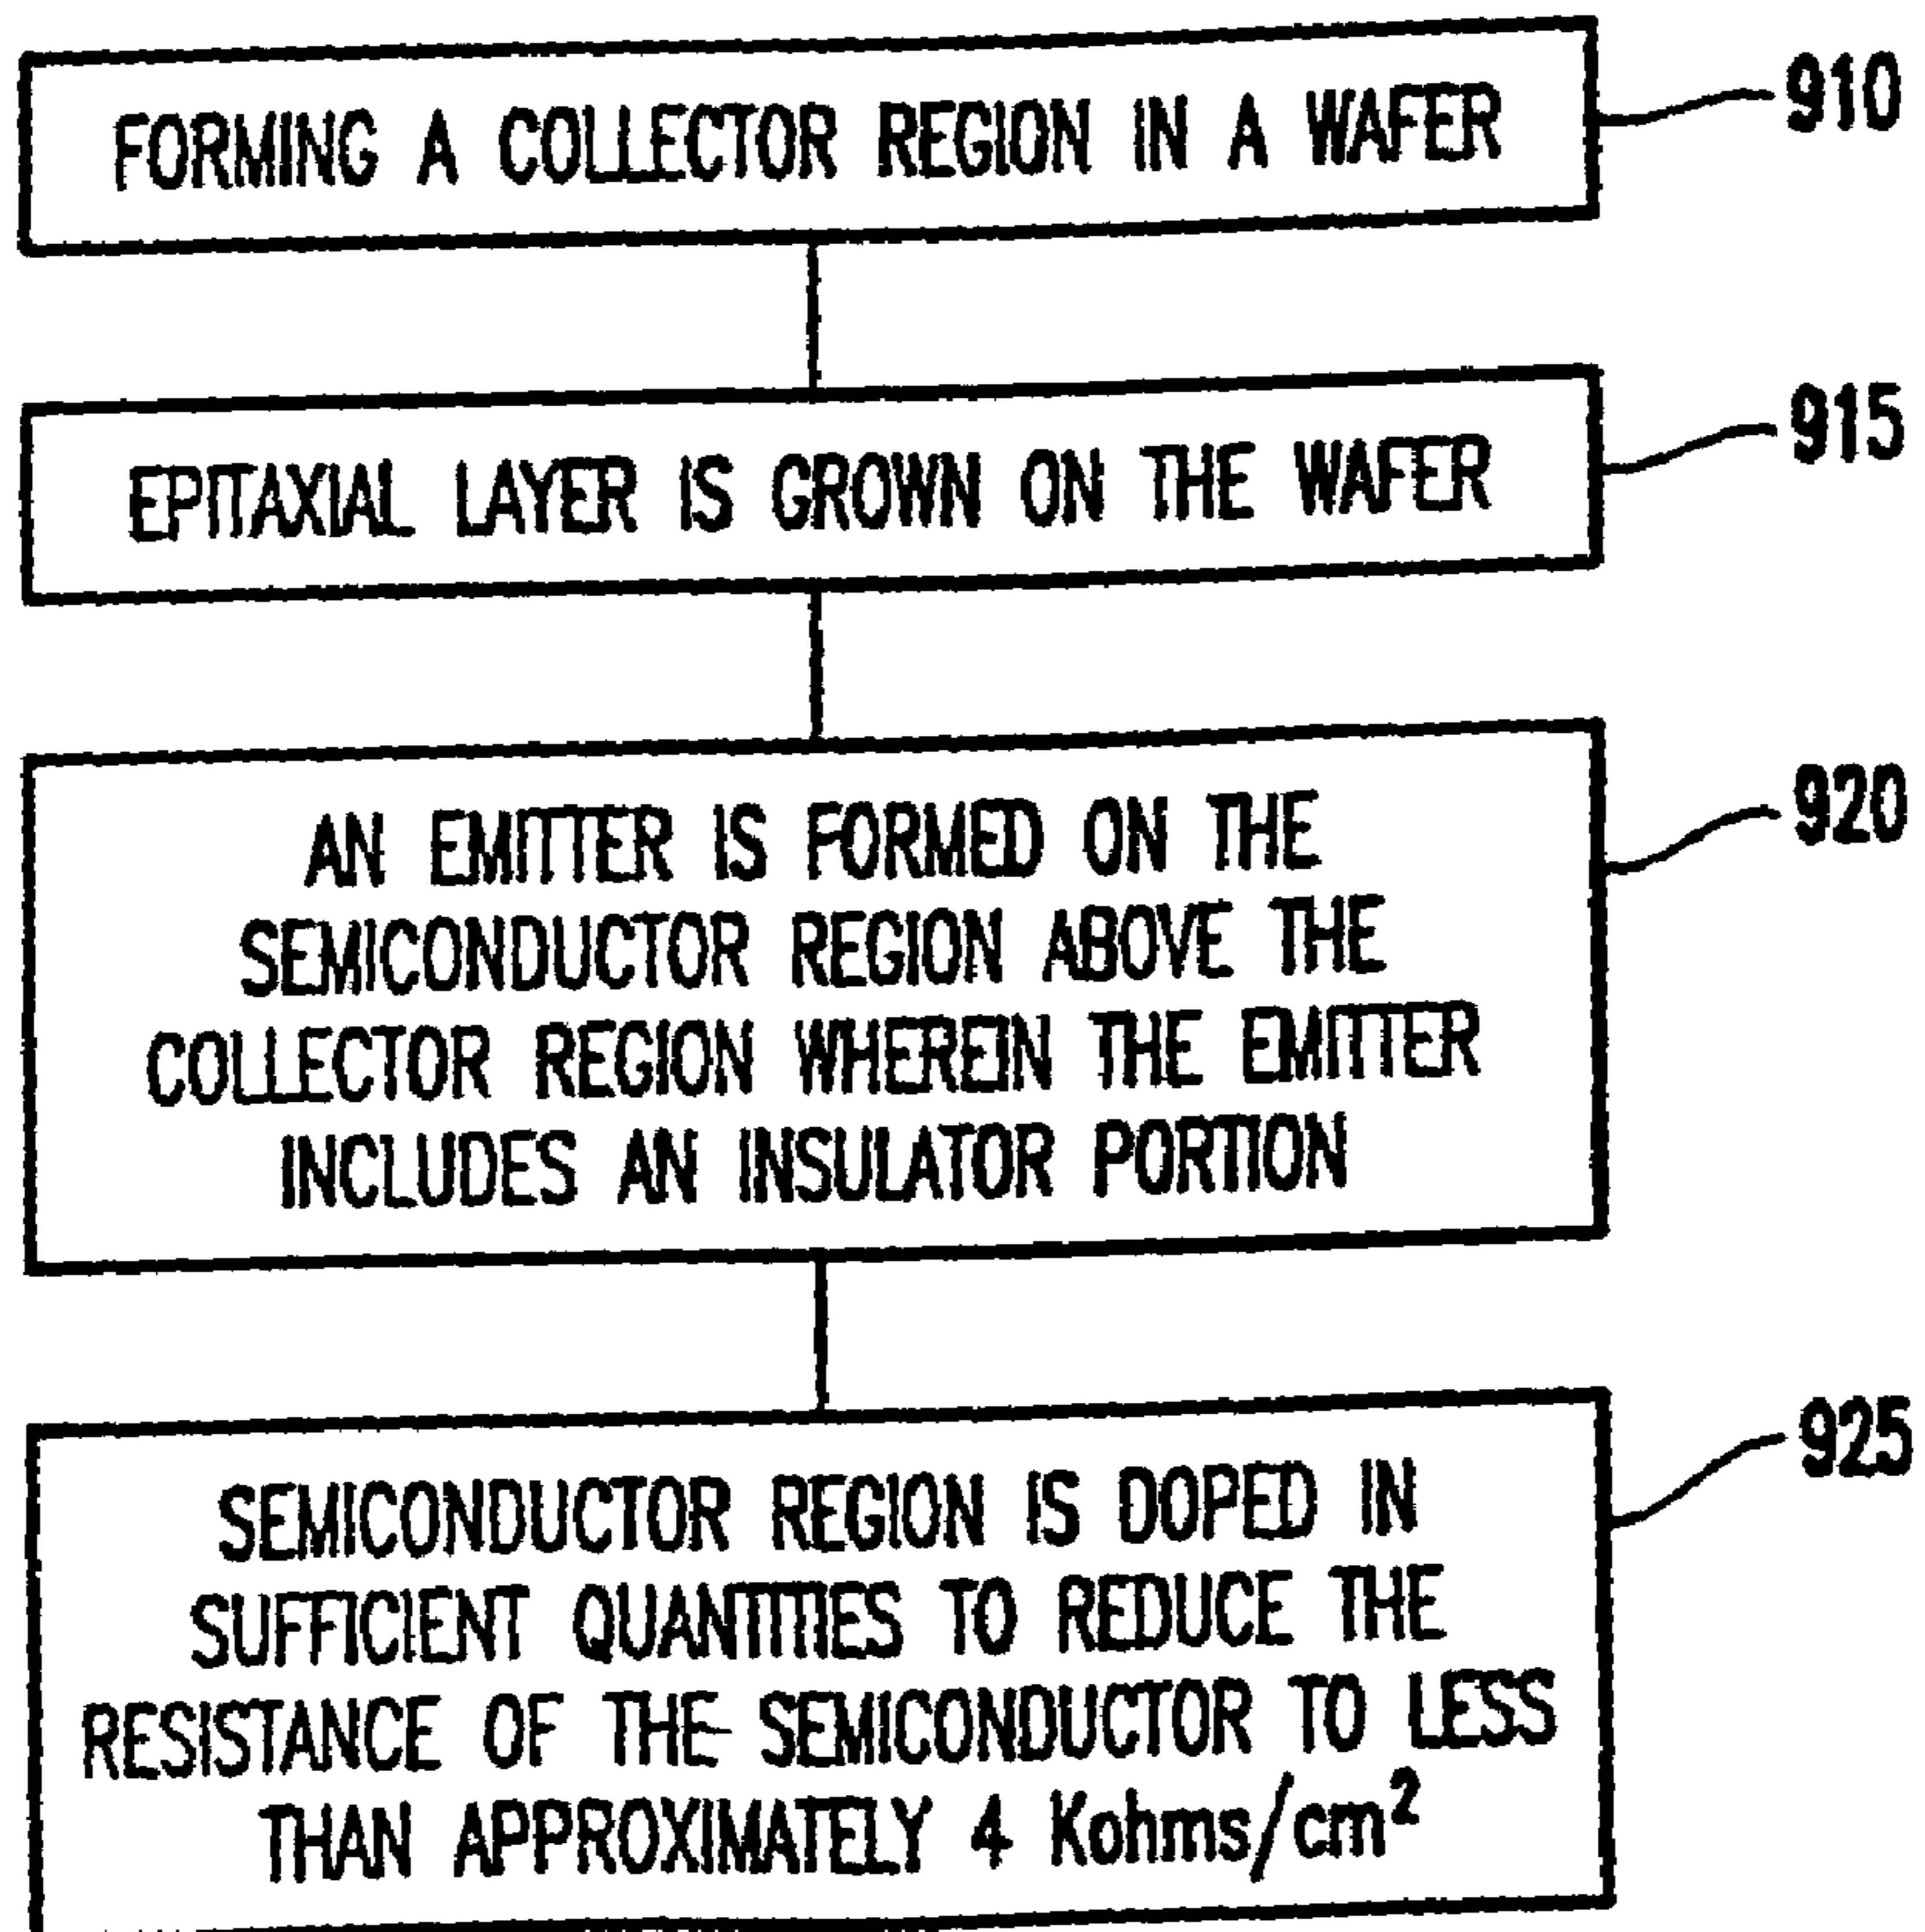 FORMING A COLLECTOR REGION IN A WAFER
910
EPITAXIAL LAYER IS GROWN ON THE WAFER
915
AN EMITTER IS FORMED ON THE
SEMICONDUCTOR REGION ABOVE THE
COLLECTOR REGION WHEREIN THE EMITTER
INCLUDES AN INSULATOR PORTION
920
SEMICONDUCTOR REGION IS DOPED IN
SUFFICIENT QUANTITIES TO REDUCE THE
RESISTANCE OF THE SEMICONDUCTOR TO LESS
THAN APPROXIMATELY 4 Kohms/cm²
925